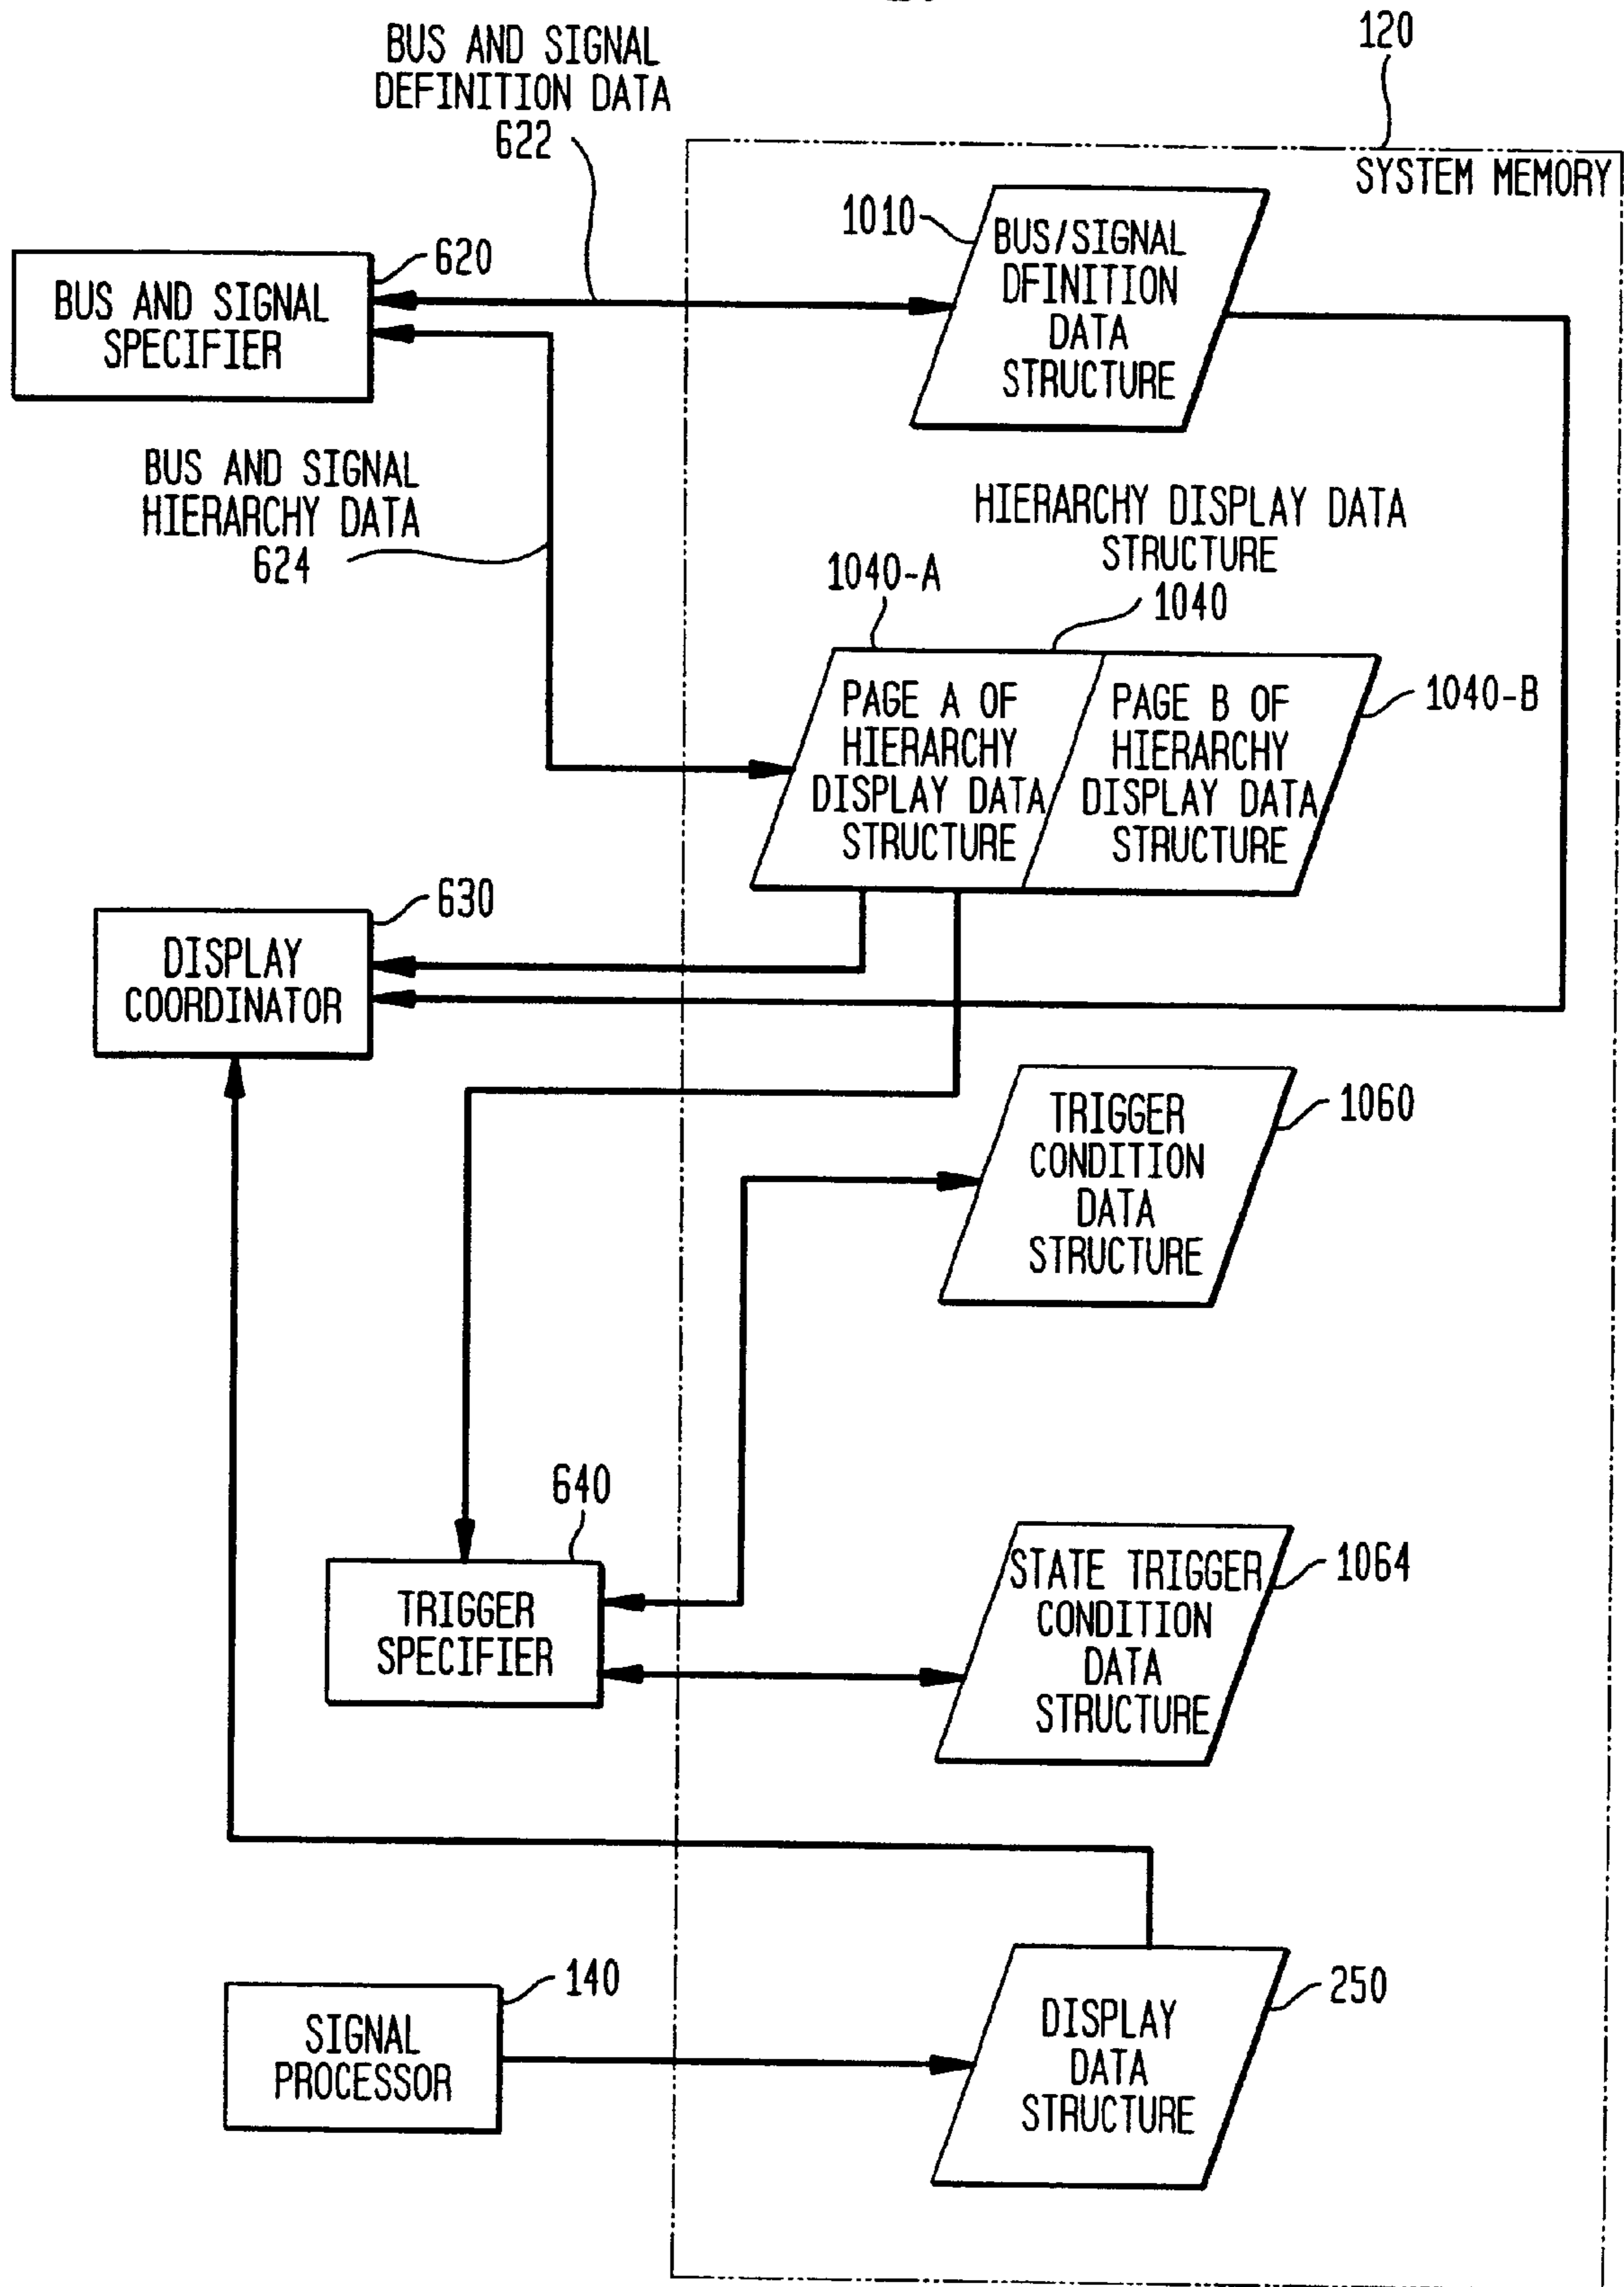 120
BUS AND SIGNAL
DEFINITION DATA
622
SYSTEM MEMORY
1010
BUS/SIGNAL
DFINITION
DATA
STRUCTURE
620
BUS AND SIGNAL
SPECIFIER
BUS AND SIGNAL
HIERARCHY DATA
624
HIERARCHY DISPLAY DATA
STRUCTURE
1040
1040-A
PAGE A OF
HIERARCHY
DISPLAY DATA
STRUCTURE
PAGE B OF
HIERARCHY
DISPLAY DATA
STRUCTURE
1040-B
630
DISPLAY
COORDINATOR
TRIGGER
CONDITION
DATA
STRUCTURE
1060
640
TRIGGER
SPECIFIER
STATE TRIGGER
CONDITION
DATA
STRUCTURE
1064
140
SIGNAL
PROCESSOR
DISPLAY
DATA
STRUCTURE
250